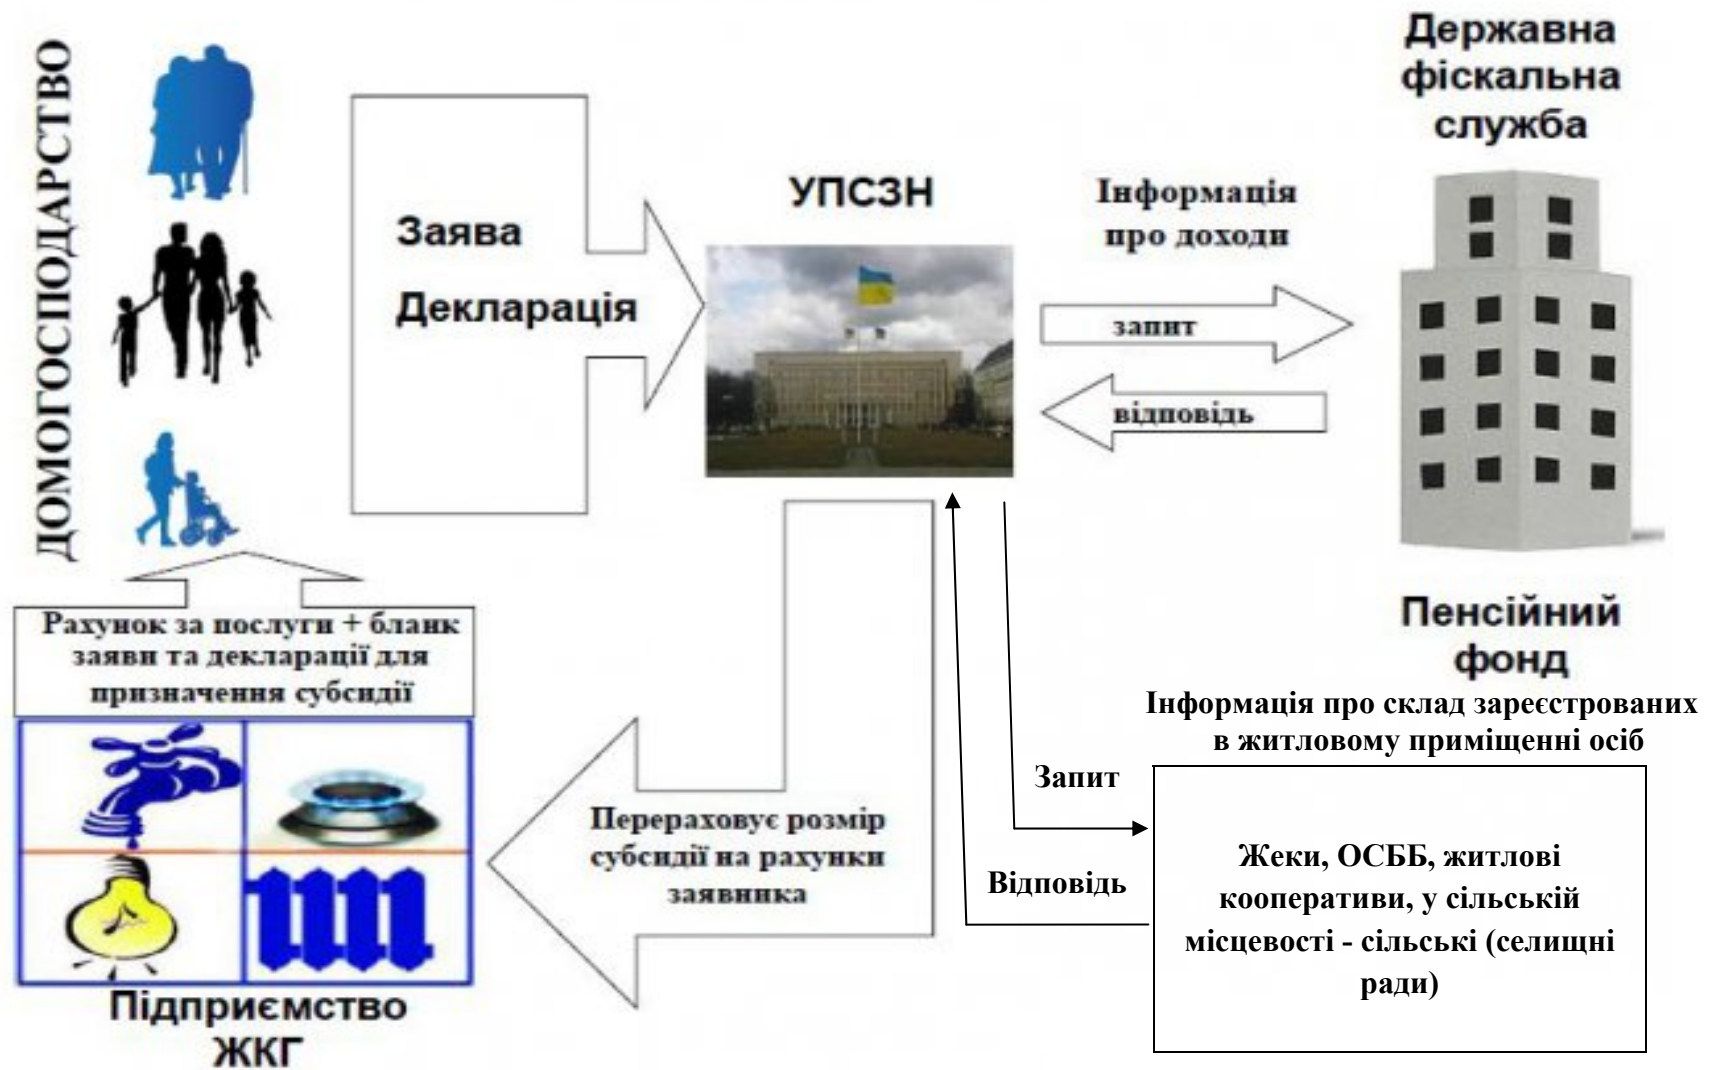 ДОМОГОСПОДАРСТВО
Заява
Декларація
УПСЗН
Інформація
про доходи
запит
відповідь
Державна
фіскальна
служба
Пенсійний
фонд
Інформація про склад зареєстрованих
в житловому приміщенні осіб
Запит
Відповідь
Жеки, ОСББ, житлові
кооперативи, у сільській
місцевості - сільські (селищні
ради)
Перераховує розмір
субсидії на рахунки
заявника
Рахунок за послуги + бланк
заяви та декларації для
призначення субсидії
Підприємство
ЖКГ